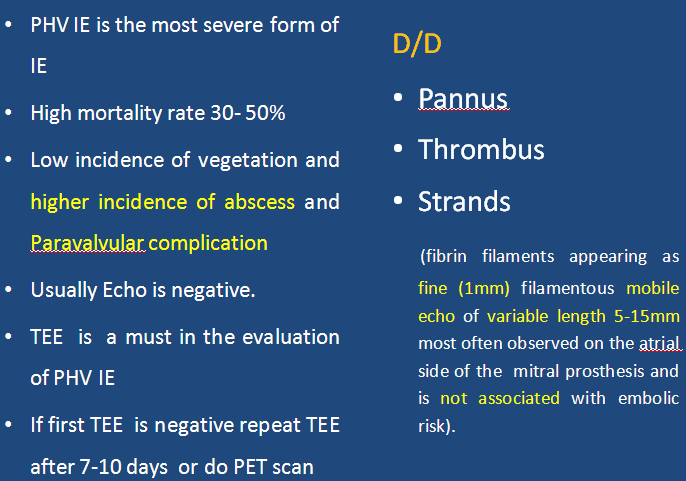 • PHV IE is the most severe form of
IE
• High mortality rate 30- 50%
• Low incidence of vegetation and
higher incidence of abscess and
Paravalvular complication
• Usually Echo is negative.
• TEE is a must in the evaluation
of PHV IE
• If first TEE is negative repeat TEE
after 7-10 days or do PET scan
D/D
• Pannus
• Thrombus
• Strands
(fibrin filaments appearing as
fine (1mm) filamentous mobile
echo of variable length 5-15mm
most often observed on the atrial
side of the mitral prosthesis and
is not associated with embolic
risk).